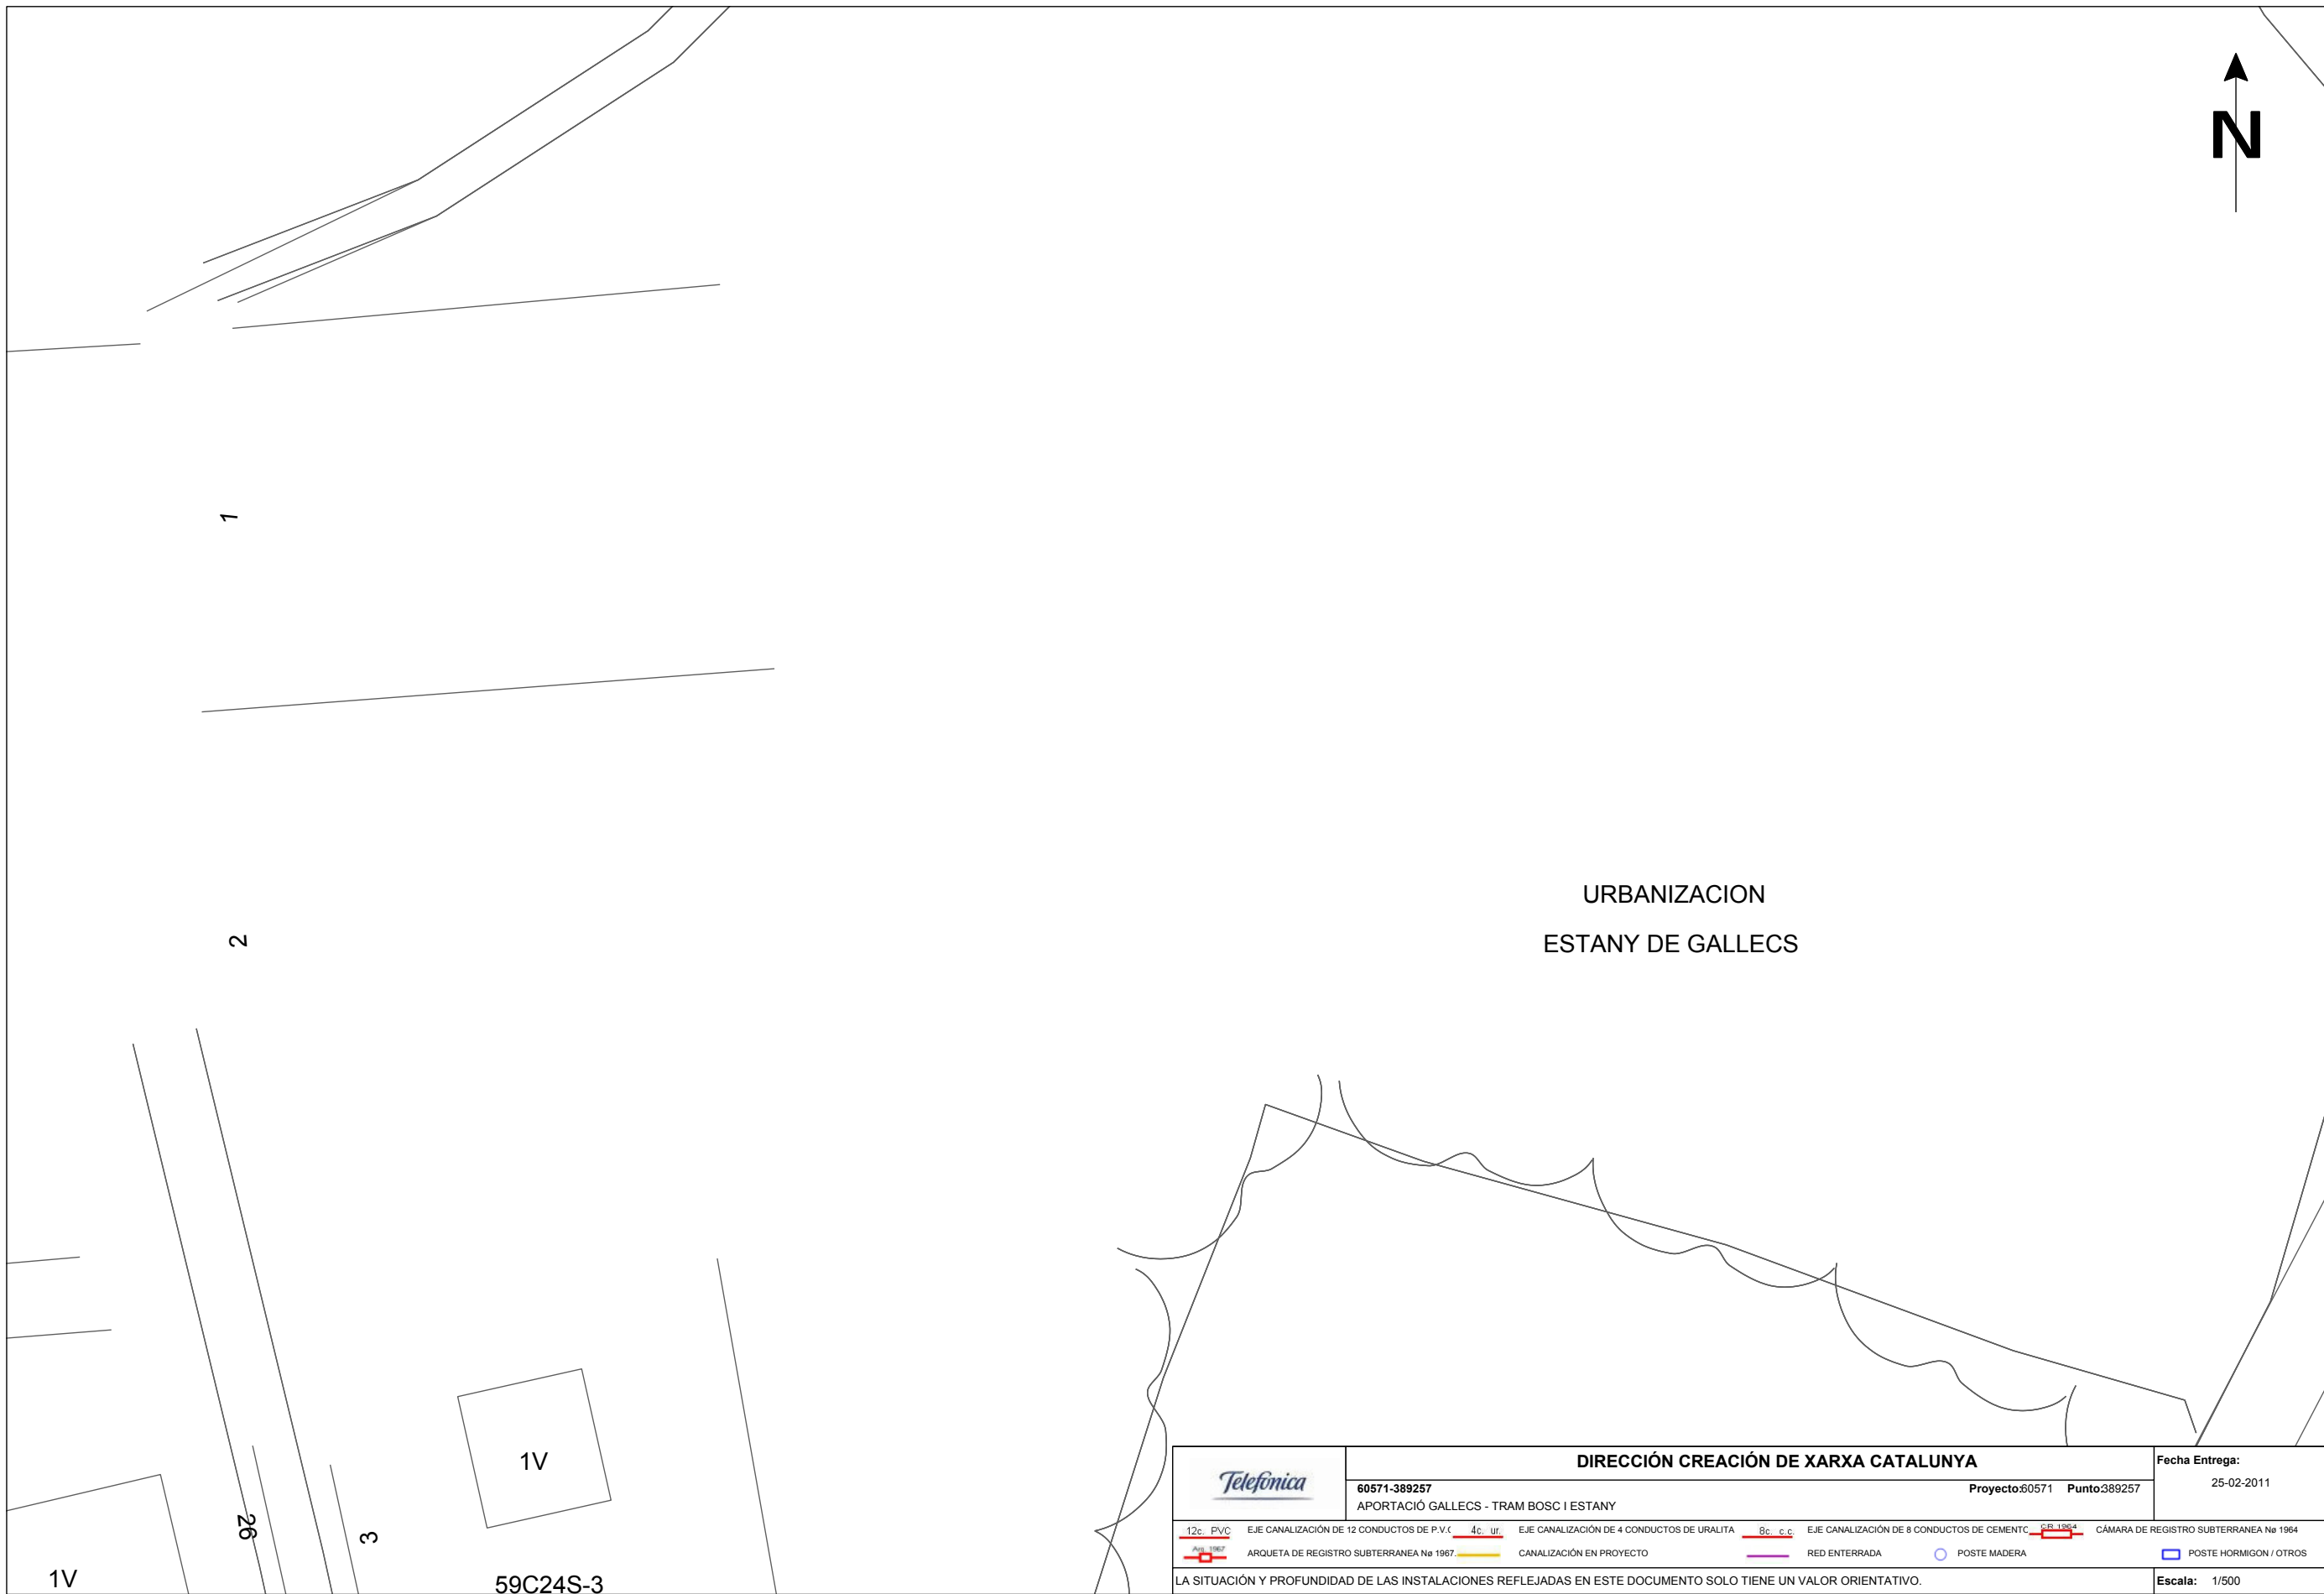 N
1
URBANIZACION
2
ESTANY DE GALLECS
1V
26
3
1V
59C24S-3
Telefónica
DIRECCIÓN CREACIÓN DE XARXA CATALUNYA
Fecha Entrega:
25-02-2011
60571-389257
Proyecto:60571 Punto:389257
APORTACIÓ GALLECS - TRAM BOSC I ESTANY
12c. PVC EJE CANALIZACIÓN DE 12 CONDUCTOS DE P.V.C 4c. ur. EJE CANALIZACIÓN DE 4 CONDUCTOS DE URALITA 8c. c.c. EJE CANALIZACIÓN DE 8 CONDUCTOS DE CEMENTO C.R. 1964 CÁMARA DE REGISTRO SUBTERRANEA Nø 1964
Arq. 1967 ARQUETA DE REGISTRO SUBTERRANEA Nø 1967. CANALIZACIÓN EN PROYECTO RED ENTERRADA POSTE MADERA POSTE HORMIGON / OTROS
LA SITUACIÓN Y PROFUNDIDAD DE LAS INSTALACIONES REFLEJADAS EN ESTE DOCUMENTO SOLO TIENE UN VALOR ORIENTATIVO.
Escala: 1/500